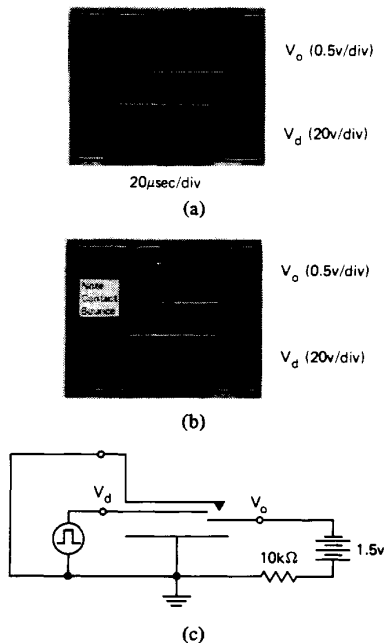 V_o (0.5v/div)
V_d (20v/div)
20μsec/div
(a)
Note
Contact
Bounce
V_o (0.5v/div)
V_d (20v/div)
(b)
V_d
V_o
10kΩ
1.5v
(c)